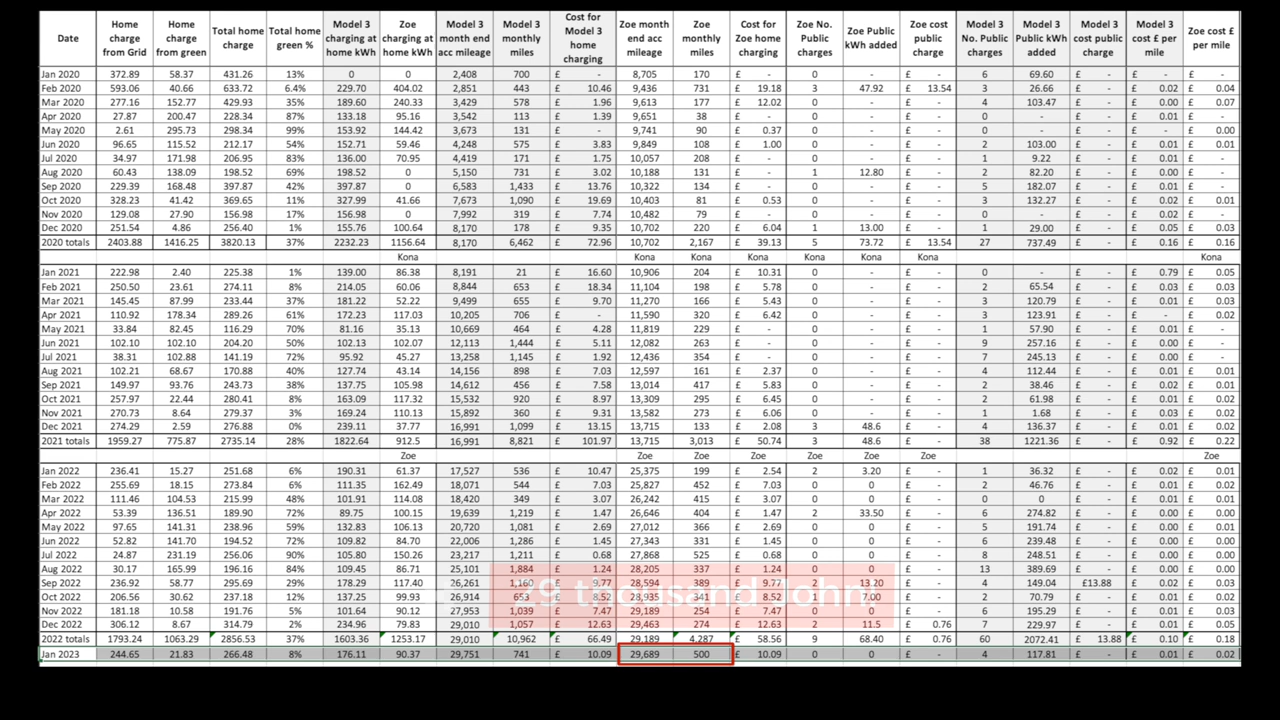 Date Home charge from Grid Home charge from green Total home charge Total home green % Model 3 charging at home kWh Zoe charging at home kWh Model 3 month end acc mileage Model 3 monthly miles Cost for Model 3 home charging Zoe month end acc mileage Zoe monthly miles Cost for Zoe home charging Zoe No. Public charges Zoe Public kWh added Zoe cost public charge Model 3 No. Public charges Model 3 Public kWh added Model 3 cost public charge Model 3 cost £ per mile Zoe cost £ per mile
Jan 2020 372.89 58.37 431.26 13% 0 0 2,408 700 £ - 8,705 170 £ - 0 - £ - 6 69.60 £ - £ - £ -
Feb 2020 593.06 40.66 633.72 6.4% 229.70 404.02 2,851 443 £ 10.46 9,436 731 £ 19.18 3 47.92 £ 13.54 3 26.66 £ - £ 0.02 £ 0.04
Mar 2020 277.16 152.77 429.93 35% 189.60 240.33 3,429 578 £ 1.96 9,613 177 £ 12.02 0 - £ - 4 103.47 £ - £ 0.00 £ 0.07
Apr 2020 27.87 200.47 228.34 87% 133.18 95.16 3,542 113 £ 1.39 9,651 38 £ - 0 - £ - 0 - £ - £ 0.01 £ -
May 2020 2.61 295.73 298.34 99% 153.92 144.42 3,673 131 £ - 9,741 90 £ 0.37 0 - £ - 0 - £ - £ - £ 0.00
Jun 2020 96.65 115.52 212.17 54% 152.71 59.46 4,248 575 £ 3.83 9,849 108 £ 1.00 0 - £ - 2 103.00 £ - £ 0.01 £ 0.01
Jul 2020 34.97 171.98 206.95 83% 136.00 70.95 4,419 171 £ 1.75 10,057 208 £ - 0 - £ - 1 9.22 £ - £ 0.01 £ -
Aug 2020 60.43 138.09 198.52 69% 198.52 0 5,150 731 £ 3.02 10,188 131 £ - 1 12.80 £ - 2 82.20 £ - £ 0.00 £ -
Sep 2020 229.39 168.48 397.87 42% 397.87 0 6,583 1,433 £ 13.76 10,322 134 £ - 0 - £ - 5 182.07 £ - £ 0.01 £ -
Oct 2020 328.23 41.42 369.65 11% 327.99 41.66 7,673 1,090 £ 19.69 10,403 81 £ 0.53 0 - £ - 3 132.27 £ - £ 0.02 £ 0.01
Nov 2020 129.08 27.90 156.98 18% 156.98 0 7,992 319 £ 7.74 10,482 79 £ - 0 - £ - 0 - £ - £ 0.02 £ -
Dec 2020 251.54 4.86 256.40 1% 155.76 100.64 8,170 178 £ 9.35 10,702 220 £ 6.04 1 13.00 £ - 1 29.00 £ - £ 0.05 £ 0.03
2020 totals 2403.88 1416.25 3820.13 37% 2232.23 1156.64 8,170 6,462 £ 72.96 10,702 2,167 £ 39.13 5 73.72 £ 13.54 27 737.49 £ - £ 0.16 £ 0.16
Kona Kona Kona Kona Kona Kona Kona Kona
Jan 2021 222.98 2.40 225.38 1% 139.00 86.38 8,191 21 £ 16.60 10,906 204 £ 10.31 0 - £ - 0 - £ - £ 0.79 £ 0.05
Feb 2021 250.50 23.61 274.11 8% 214.05 60.06 8,844 653 £ 18.34 11,104 198 £ 5.78 0 - £ - 2 65.54 £ - £ 0.03 £ 0.03
Mar 2021 145.45 87.99 233.44 37% 181.22 52.22 9,499 655 £ 9.70 11,270 166 £ 5.43 0 - £ - 3 120.79 £ - £ 0.01 £ 0.03
Apr 2021 110.92 178.34 289.26 61% 172.23 117.03 10,205 706 £ - 11,590 320 £ 6.42 0 - £ - 3 123.91 £ - £ - £ 0.02
May 2021 33.84 82.45 116.29 70% 81.16 35.13 10,669 464 £ 4.28 11,819 229 £ - 0 - £ - 1 57.90 £ - £ 0.01 £ -
Jun 2021 102.10 102.10 204.20 50% 102.13 102.07 12,113 1,444 £ 5.11 12,082 263 £ - 0 - £ - 9 257.16 £ - £ 0.00 £ -
Jul 2021 38.31 102.88 141.19 72% 95.92 45.27 13,258 1,145 £ 1.92 12,436 354 £ - 0 - £ - 7 245.13 £ - £ 0.00 £ -
Aug 2021 102.21 68.67 170.88 40% 127.74 43.14 14,156 898 £ 7.03 12,597 161 £ 2.37 0 - £ - 4 112.44 £ - £ 0.01 £ 0.01
Sep 2021 149.97 93.76 243.73 38% 137.75 105.98 14,612 456 £ 7.58 13,014 417 £ 5.83 0 - £ - 2 38.46 £ - £ 0.02 £ 0.01
Oct 2021 257.97 22.44 280.41 8% 163.09 117.32 15,532 920 £ 8.97 13,309 295 £ 6.45 0 - £ - 2 61.98 £ - £ 0.01 £ 0.02
Nov 2021 270.73 8.64 279.37 3% 169.24 110.13 15,892 360 £ 9.31 13,582 273 £ 6.06 0 - £ - 1 1.68 £ - £ 0.03 £ 0.02
Dec 2021 274.29 2.59 276.88 0% 239.11 37.77 16,991 1,099 £ 13.15 13,715 133 £ 2.08 3 48.6 £ - 4 136.37 £ - £ 0.01 £ 0.02
2021 totals 1959.27 775.87 2735.14 28% 1822.64 912.5 16,991 8,821 £ 101.97 13,715 3,013 £ 50.74 3 48.6 £ - 38 1221.36 £ - £ 0.92 £ 0.22
Zoe Zoe Zoe Zoe Zoe Zoe Zoe Zoe
Jan 2022 236.41 15.27 251.68 6% 190.31 61.37 17,527 536 £ 10.47 25,375 199 £ 2.54 2 3.20 £ - 1 36.32 £ - £ 0.02 £ 0.01
Feb 2022 255.69 18.15 273.84 6% 111.35 162.49 18,071 544 £ 7.03 25,827 452 £ 7.03 0 0 £ - 2 46.76 £ - £ 0.01 £ 0.02
Mar 2022 111.46 104.53 215.99 48% 101.91 114.08 18,420 349 £ 3.07 26,242 415 £ 3.07 0 0 £ - 0 0 £ - £ 0.01 £ 0.01
Apr 2022 53.39 136.51 189.90 72% 89.75 100.15 19,639 1,219 £ 1.47 26,646 404 £ 1.47 2 33.50 £ - 6 274.82 £ - £ 0.00 £ 0.00
May 2022 97.65 141.31 238.96 59% 132.83 106.13 20,720 1,081 £ 2.69 27,012 366 £ 2.69 0 0 £ - 5 191.74 £ - £ 0.00 £ 0.01
Jun 2022 52.82 141.70 194.52 72% 109.82 84.70 22,006 1,286 £ 1.45 27,343 331 £ 1.45 0 0 £ - 6 239.48 £ - £ 0.00 £ 0.00
Jul 2022 24.87 231.19 256.06 90% 105.80 150.26 23,217 1,211 £ 0.68 27,868 525 £ 0.68 0 0 £ - 8 248.51 £ - £ 0.00 £ 0.00
Aug 2022 30.17 165.99 196.16 84% 109.45 86.71 25,101 1,884 £ 1.24 28,205 337 £ 1.24 0 0 £ - 13 389.69 £ - £ 0.00 £ 0.00
Sep 2022 236.92 58.77 295.69 29% 178.29 117.40 26,261 1,160 £ 9.77 28,594 389 £ 9.77 2 13.20 £ - 4 149.04 £13.88 £ 0.02 £ 0.03
Oct 2022 206.56 30.62 237.18 12% 137.25 99.93 26,914 653 £ 8.52 28,935 341 £ 8.52 1 7.00 £ - 2 70.79 £ - £ 0.01 £ 0.02
29 thousand John,
Nov 2022 181.18 10.58 191.76 5% 101.64 90.12 27,953 1,039 £ 7.47 29,189 254 £ 7.47 0 0 £ - 6 195.29 £ - £ 0.01 £ 0.03
Dec 2022 306.12 8.67 314.79 2% 234.96 79.83 29,010 1,057 £ 12.63 29,463 274 £ 12.63 2 11.5 £ 0.76 7 229.97 £ - £ 0.01 £ 0.05
2022 totals 1793.24 1063.29 2856.53 37% 1603.36 1253.17 29,010 10,962 £ 66.49 29,189 4,287 £ 58.56 9 68.40 £ 0.76 60 2072.41 £ 13.88 £ 0.10 £ 0.18
Jan 2023 244.65 21.83 266.48 8% 176.11 90.37 29,751 741 £ 10.09 29,689 500 £ 10.09 0 0 £ - 4 117.81 £ - £ 0.01 £ 0.02